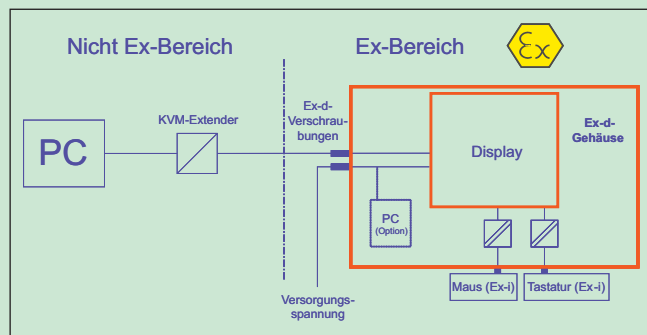 Nicht Ex-Bereich
Ex-Bereich
Ex
KVM-Extender
Ex-d-
Verschrau-
bungen
Ex-d-
Gehäuse
PC
Display
PC
(Option)
Versorgungs-
spannung
Maus (Ex-i)
Tastatur (Ex-i)